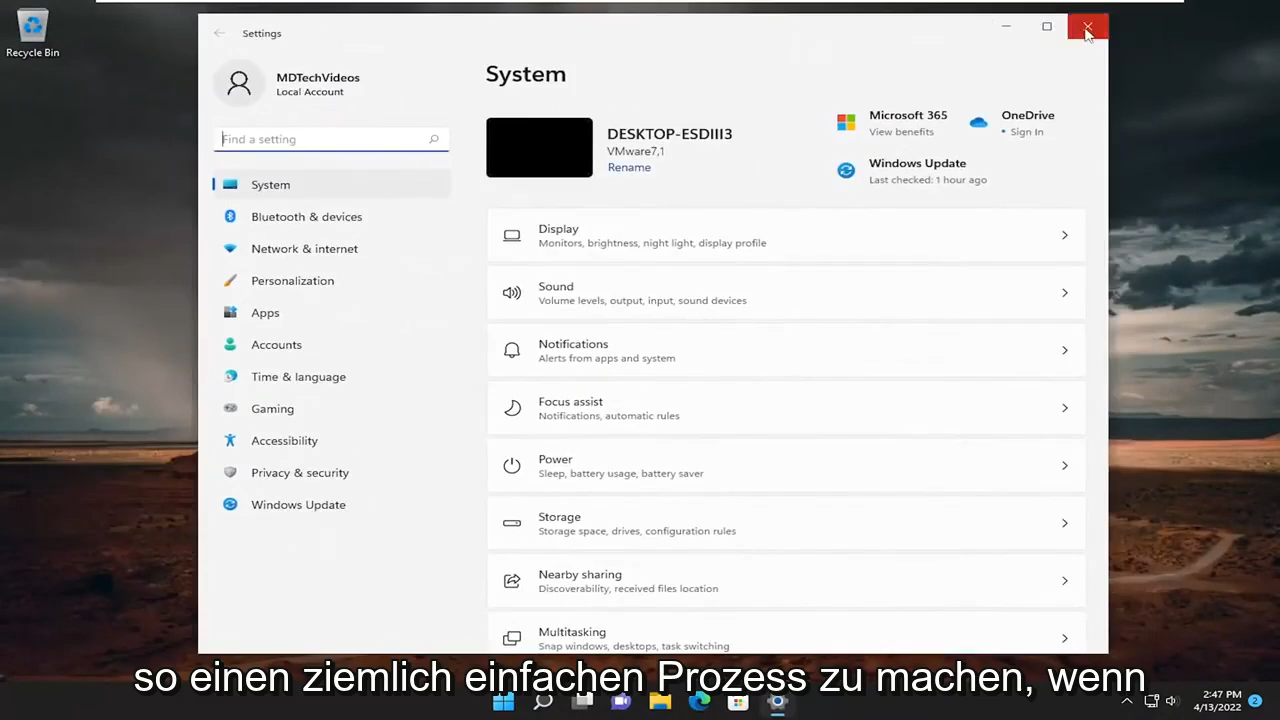 Recycle Bin
Settings
MDTechVideos
Local Account
Find a setting
System
Bluetooth & devices
Network & internet
Personalization
Apps
Accounts
Time & language
Gaming
Accessibility
Privacy & security
Windows Update
System
DESKTOP-ESDIII3
VMware7,1
Rename
Microsoft 365
View benefits
OneDrive
• Sign In
Windows Update
Last checked: 1 hour ago
Display
Monitors, brightness, night light, display profile
Sound
Volume levels, output, input, sound devices
Notifications
Alerts from apps and system
Focus assist
Notifications, automatic rules
Power
Sleep, battery usage, battery saver
Storage
Storage space, drives, configuration rules
Nearby sharing
Discoverability, received files location
Multitasking
Snap windows, desktops, task switching
so einen ziemlich einfachen Prozess zu machen, wenn
2:47 PM
4/13/2022
2